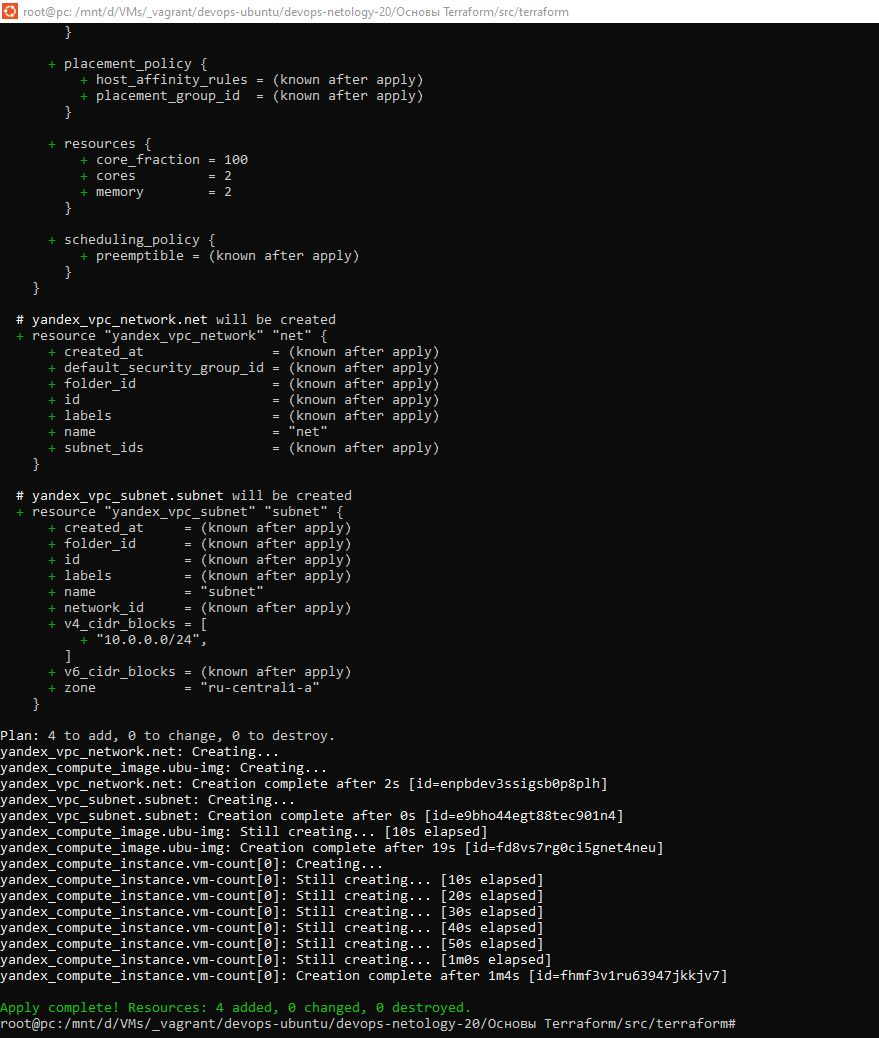 root@pc: /mnt/d/VMs/_vagrant/devops-ubuntu/devops-netology-20/Основы Terraform/src/terraform
        }

      + placement_policy {
          + host_affinity_rules = (known after apply)
          + placement_group_id  = (known after apply)
        }

      + resources {
          + core_fraction = 100
          + cores         = 2
          + memory        = 2
        }

      + scheduling_policy {
          + preemptible = (known after apply)
        }
    }

  # yandex_vpc_network.net will be created
  + resource "yandex_vpc_network" "net" {
      + created_at                = (known after apply)
      + default_security_group_id = (known after apply)
      + folder_id                 = (known after apply)
      + id                        = (known after apply)
      + labels                    = (known after apply)
      + name                      = "net"
      + subnet_ids                = (known after apply)
    }

  # yandex_vpc_subnet.subnet will be created
  + resource "yandex_vpc_subnet" "subnet" {
      + created_at     = (known after apply)
      + folder_id      = (known after apply)
      + id             = (known after apply)
      + labels         = (known after apply)
      + name           = "subnet"
      + network_id     = (known after apply)
      + v4_cidr_blocks = [
          + "10.0.0.0/24",
        ]
      + v6_cidr_blocks = (known after apply)
      + zone           = "ru-central1-a"
    }

Plan: 4 to add, 0 to change, 0 to destroy.
yandex_vpc_network.net: Creating...
yandex_compute_image.ubu-img: Creating...
yandex_vpc_network.net: Creation complete after 2s [id=enpbdev3ssigsb0p8plh]
yandex_vpc_subnet.subnet: Creating...
yandex_vpc_subnet.subnet: Creation complete after 0s [id=e9bho44egt88tec901n4]
yandex_compute_image.ubu-img: Still creating... [10s elapsed]
yandex_compute_image.ubu-img: Creation complete after 19s [id=fd8vs7rg0ci5gnet4neu]
yandex_compute_instance.vm-count[0]: Creating...
yandex_compute_instance.vm-count[0]: Still creating... [10s elapsed]
yandex_compute_instance.vm-count[0]: Still creating... [20s elapsed]
yandex_compute_instance.vm-count[0]: Still creating... [30s elapsed]
yandex_compute_instance.vm-count[0]: Still creating... [40s elapsed]
yandex_compute_instance.vm-count[0]: Still creating... [50s elapsed]
yandex_compute_instance.vm-count[0]: Still creating... [1m0s elapsed]
yandex_compute_instance.vm-count[0]: Creation complete after 1m4s [id=fhmf3v1ru63947jkkjv7]

Apply complete! Resources: 4 added, 0 changed, 0 destroyed.
root@pc:/mnt/d/VMs/_vagrant/devops-ubuntu/devops-netology-20/Основы Terraform/src/terraform#